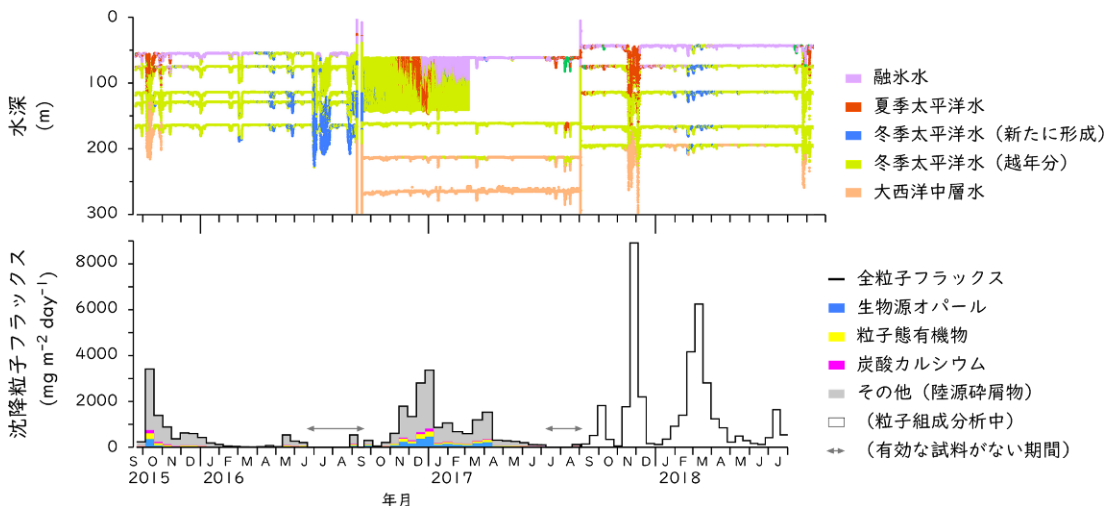 0
100
200
300
水深
(m)
融氷水
夏季太平洋水
冬季太平洋水（新たに形成）
冬季太平洋水（越年分）
大西洋中層水
8000
6000
4000
2000
0
沈降粒子フラックス
(mg m⁻² day⁻¹)
全粒子フラックス
生物源オパール
粒子態有機物
炭酸カルシウム
その他（陸源砕屑物）
（粒子組成分析中）
（有効な試料がない期間）
S O N D J F M A M J J A S O N D J F M A M J J A S O N D J F M A M J J
2015 2016 2017 2018
年月